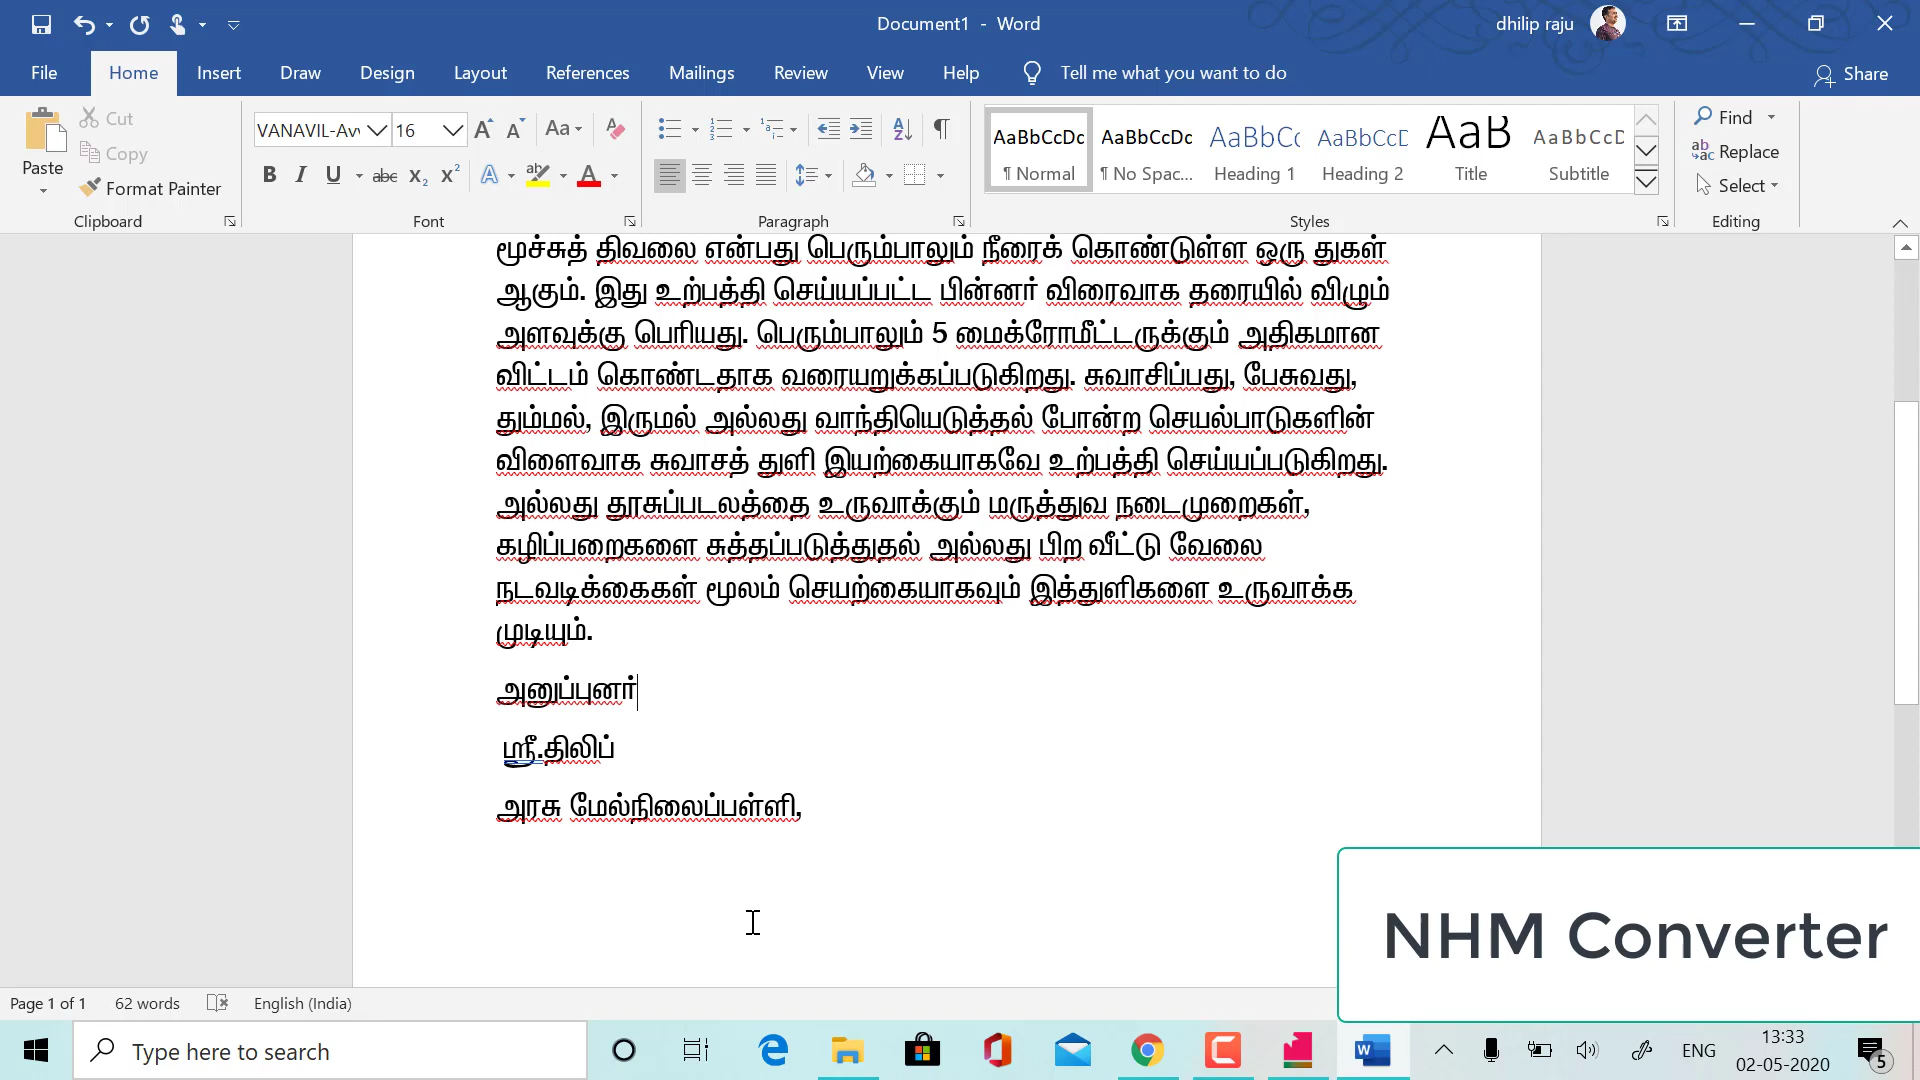 Document1 - Word
dhilip raju
File Home Insert Draw Design Layout References Mailings Review View Help Tell me what you want to do Share
Paste
Cut
Copy
Format Painter
VANAVIL-Avv 16
AaBbCcDc AaBbCcDc AaBbCc AaBbCcD AaB AaBbCcD
¶ Normal ¶ No Spac... Heading 1 Heading 2 Title Subtitle
Find
Replace
Select
Clipboard Font Paragraph Styles Editing
மூச்சுத் திவலை என்பது பெரும்பாலும் நீரைக் கொண்டுள்ள ஒரு துகள்
ஆகும். இது உற்பத்தி செய்யப்பட்ட பின்னர் விரைவாக தரையில் விழும்
அளவுக்கு பெரியது. பெரும்பாலும் 5 மைக்ரோமீட்டருக்கும் அதிகமான
விட்டம் கொண்டதாக வரையறுக்கப்படுகிறது. சுவாசிப்பது, பேசுவது,
தும்மல், இருமல் அல்லது வாந்தியெடுத்தல் போன்ற செயல்பாடுகளின்
விளைவாக சுவாசத் துளி இயற்கையாகவே உற்பத்தி செய்யப்படுகிறது.
அல்லது தூசுப்படலத்தை உருவாக்கும் மருத்துவ நடைமுறைகள்,
கழிப்பறைகளை சுத்தப்படுத்துதல் அல்லது பிற வீட்டு வேலை
நடவடிக்கைகள் மூலம் செயற்கையாகவும் இத்துளிகளை உருவாக்க
முடியும்.
அனுப்புனர்
ஸ்ரீ.திலிப்
அரசு மேல்நிலைப்பள்ளி,
NHM Converter
Page 1 of 1 62 words English (India)
Type here to search
ENG
13:33
02-05-2020
5